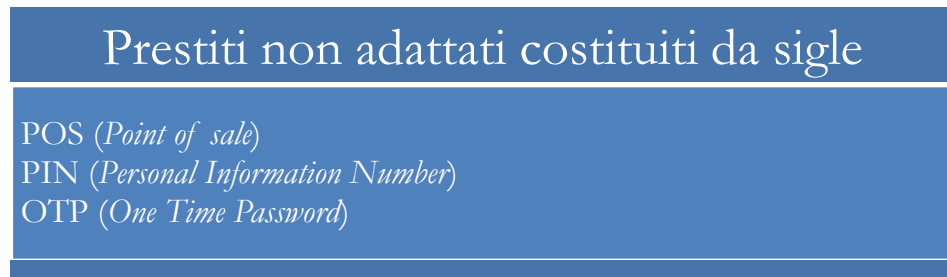 Prestiti non adattati costituiti da sigle
POS (Point of sale)
PIN (Personal Information Number)
OTP (One Time Password)